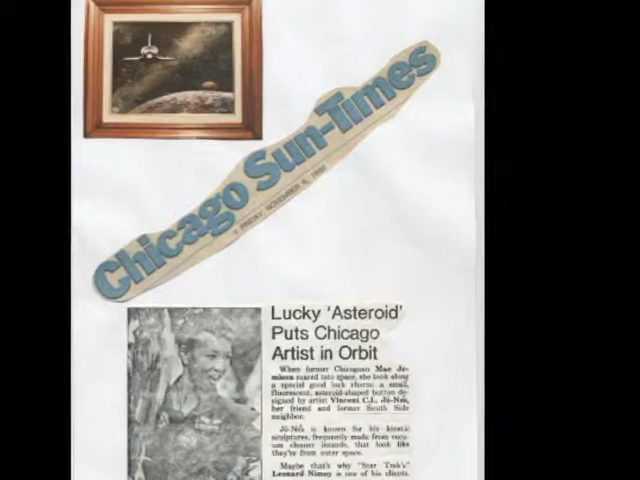 Chicago Sun-Times
FRIDAY, NOVEMBER 6, 1992
Lucky 'Asteroid'
Puts Chicago
Artist in Orbit
When former Chicagoan Mae Je-
mison roared into space, she took along
a special good luck charm: a small,
fluorescent, asteroid-shaped button de-
signed by artist Vincent C.L. Jö-Nés,
her friend and former South Side
neighbor.
Jö-Nés is known for his kinetic
sculptures, frequently made from vacu-
um cleaner innards, that look like
they're from outer space.
Maybe that's why "Star Trek's"
Leonard Nimoy is one of his clients.